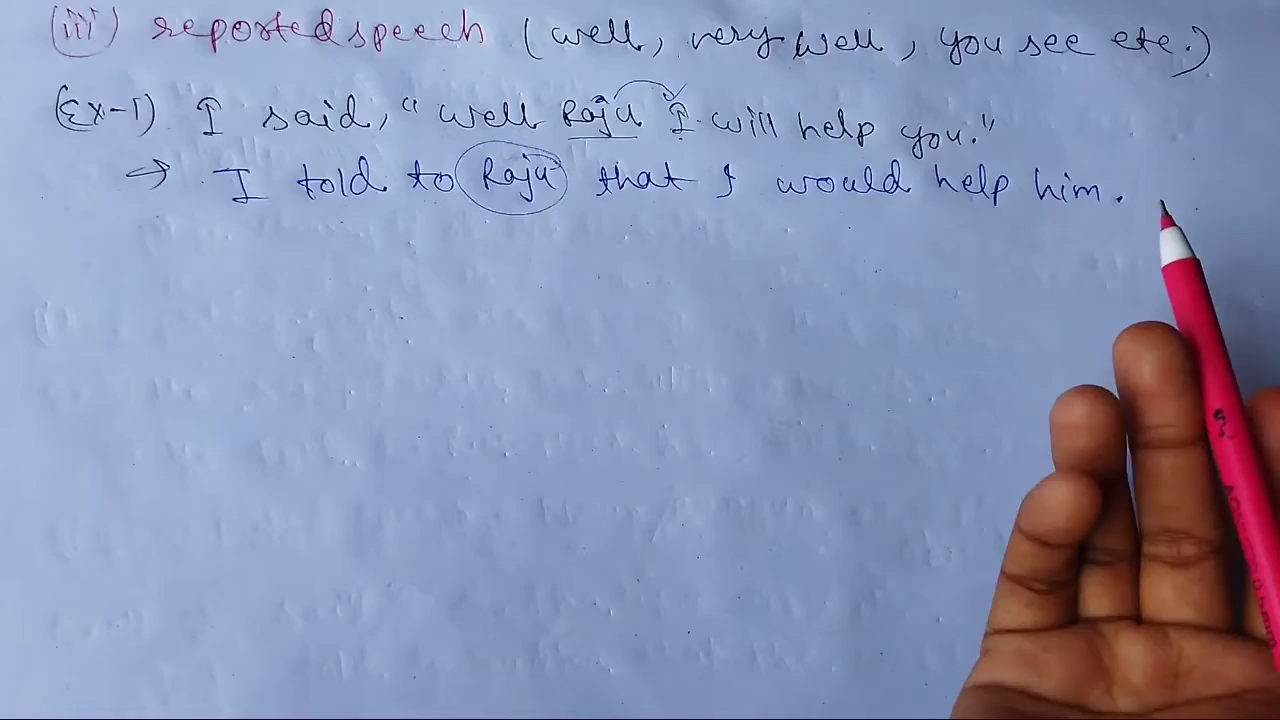 (iii) reported speech (well, very well, you see etc.)
(Ex-1) I said, "well Raju I will help you."
→ I told to Raju that I would help him.